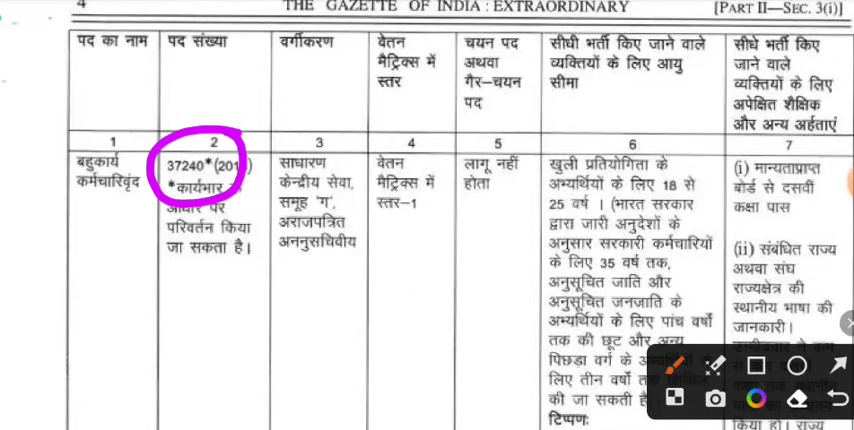 4 THE GAZETTE OF INDIA : EXTRAORDINARY [PART II—SEC. 3(i)]
पद का नाम
पद संख्या
वर्गीकरण
वेतन
मैट्रिक्स में
स्तर
चयन पद
अथवा
गैर–चयन
पद
सीधी भर्ती किए जाने वाले
व्यक्तियों के लिए आयु
सीमा
सीधे भर्ती किए
जाने वाले
व्यक्तियों के लिए
अपेक्षित शैक्षिक
और अन्य अर्हताएं
1 2 3 4 5 6 7
बहुकार्य
कर्मचारिवृंद
37240*(201
*कार्यभार
आधार पर
परिवर्तन किया
जा सकता है।
साधारण
केन्द्रीय सेवा,
समूह 'ग',
अराजपत्रित
अननुसचिवीय
वेतन
मैट्रिक्स में
स्तर–1
लागू नहीं
होता
खुली प्रतियोगिता के
अभ्यर्थियों के लिए 18 से
25 वर्ष । (भारत सरकार
द्वारा जारी अनुदेशों के
अनुसार सरकारी कर्मचारियों
के लिए 35 वर्ष तक,
अनुसूचित जाति और
अनुसूचित जनजाति के
अभ्यर्थियों के लिए पांच वर्षों
तक की छूट और अन्य
पिछड़ा वर्ग के
लिए तीन वर्षों
की जा सकती है
टिप्पणः
(i) मान्यताप्राप्त
बोर्ड से दसवीं
कक्षा पास
(ii) संबंधित राज्य
अथवा संघ
राज्यक्षेत्र की
स्थानीय भाषा की
जानकारी।
किया हो। राज्य